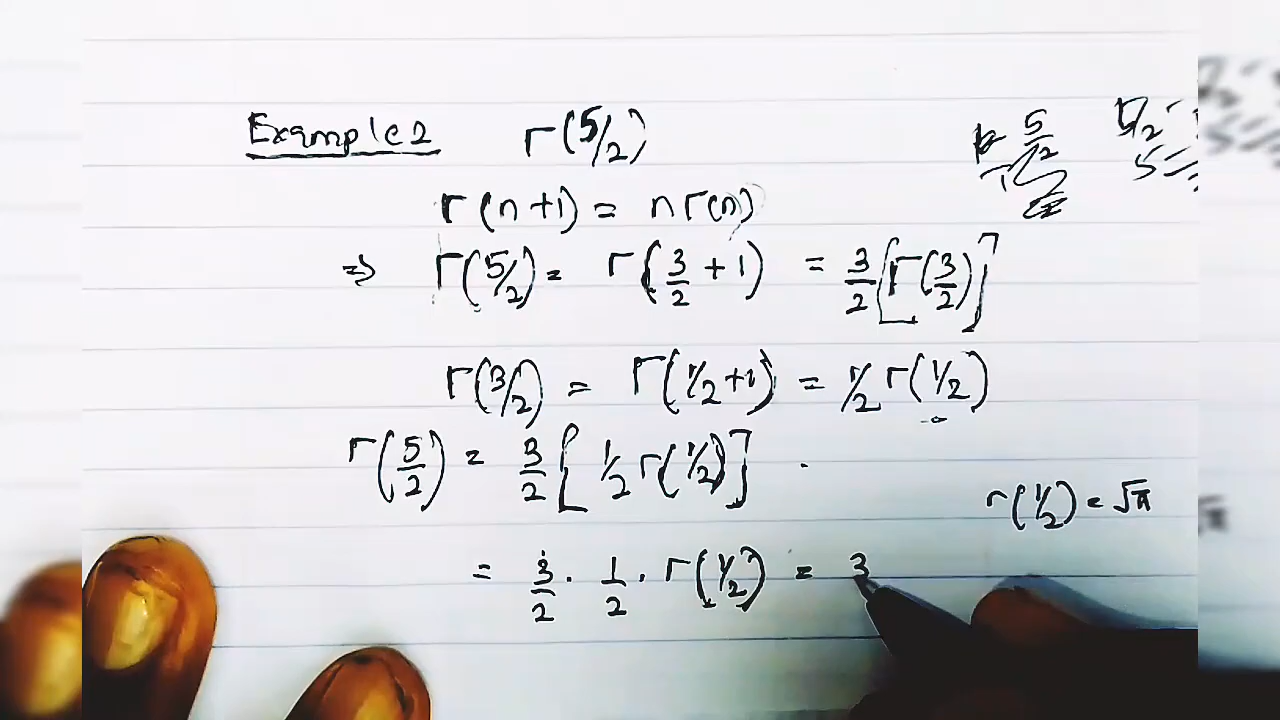 Example 2 Γ(5/2)
Γ(n+1) = nΓ(n)
⇒ Γ(5/2) = Γ(3/2 + 1) = 3/2 [Γ(3/2)]
Γ(3/2) = Γ(1/2+1) = 1/2 Γ(1/2)
Γ(5/2) = 3/2 [1/2 Γ(1/2)]
Γ(1/2) = √π
= 3/2 · 1/2 · Γ(1/2) = 3
5/2